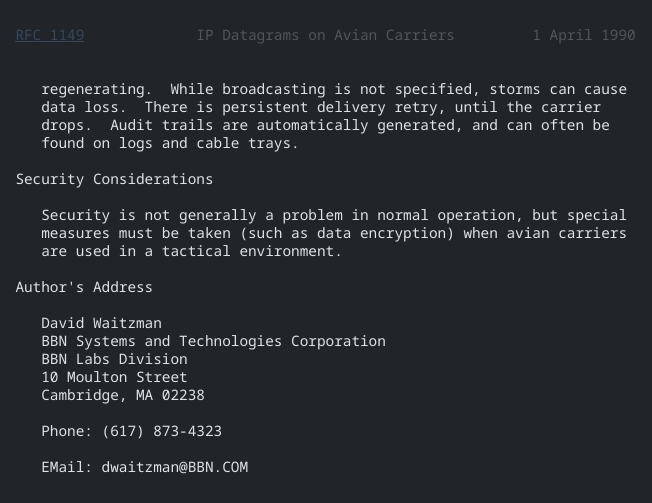 RFC 1149 IP Datagrams on Avian Carriers 1 April 1990
regenerating. While broadcasting is not specified, storms can cause
data loss. There is persistent delivery retry, until the carrier
drops. Audit trails are automatically generated, and can often be
found on logs and cable trays.
Security Considerations
Security is not generally a problem in normal operation, but special
measures must be taken (such as data encryption) when avian carriers
are used in a tactical environment.
Author's Address
David Waitzman
BBN Systems and Technologies Corporation
BBN Labs Division
10 Moulton Street
Cambridge, MA 02238
Phone: (617) 873-4323
EMail: dwaitzman@BBN.COM